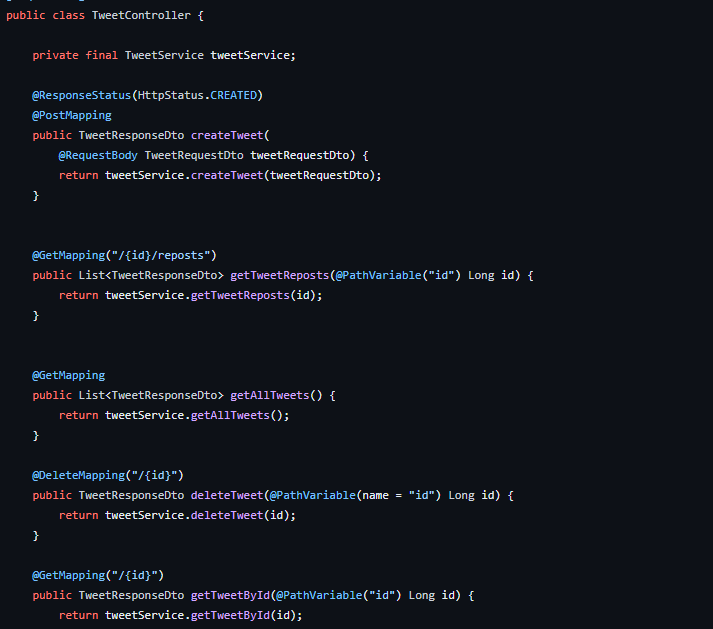 public class TweetController {
private final TweetService tweetService;
@ResponseStatus(HttpStatus.CREATED)
@PostMapping
public TweetResponseDto createTweet(
@RequestBody TweetRequestDto tweetRequestDto) {
return tweetService.createTweet(tweetRequestDto);
}
@GetMapping("/{id}/reposts")
public List<TweetResponseDto> getTweetReposts(@PathVariable("id") Long id) {
return tweetService.getTweetReposts(id);
}
@GetMapping
public List<TweetResponseDto> getAllTweets() {
return tweetService.getAllTweets();
}
@DeleteMapping("/{id}")
public TweetResponseDto deleteTweet(@PathVariable(name = "id") Long id) {
return tweetService.deleteTweet(id);
}
@GetMapping("/{id}")
public TweetResponseDto getTweetById(@PathVariable("id") Long id) {
return tweetService.getTweetById(id);